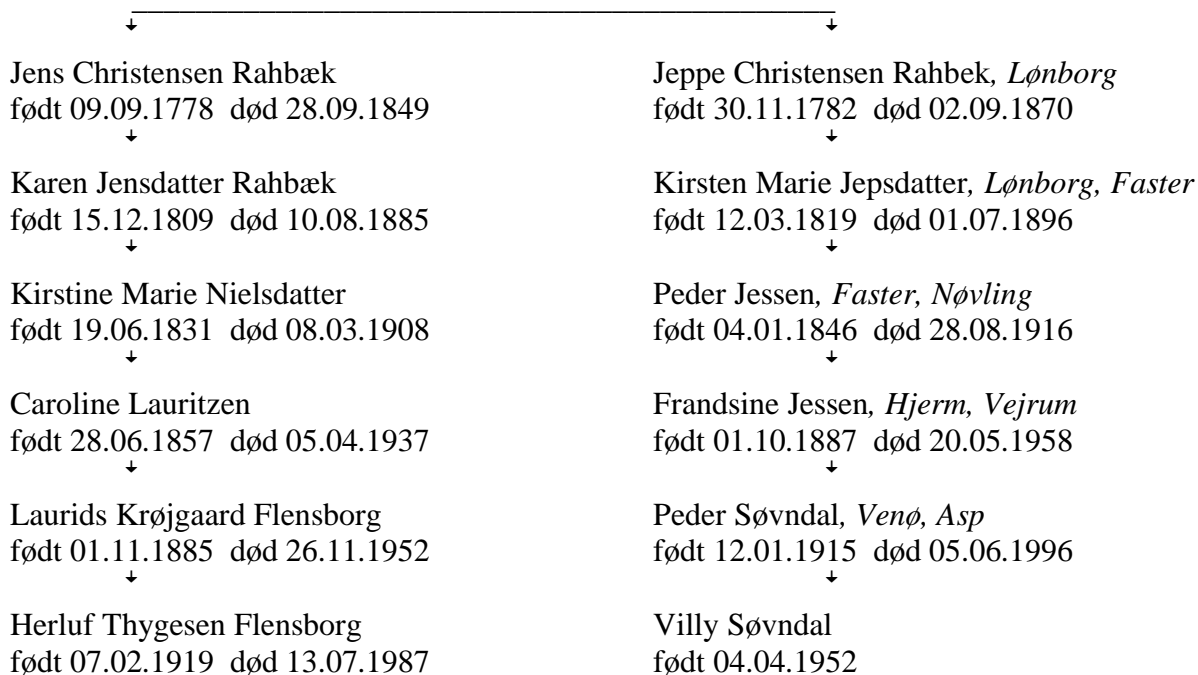 Jens Christensen Rahbæk
født 09.09.1778 død 28.09.1849
Karen Jensdatter Rahbæk
født 15.12.1809 død 10.08.1885
Kirstine Marie Nielsdatter
født 19.06.1831 død 08.03.1908
Caroline Lauritzen
født 28.06.1857 død 05.04.1937
Laurids Krøjgaard Flensborg
født 01.11.1885 død 26.11.1952
Herluf Thygesen Flensborg
født 07.02.1919 død 13.07.1987
Jeppe Christensen Rahbek, Lønborg
født 30.11.1782 død 02.09.1870
Kirsten Marie Jepsdatter, Lønborg, Faster
født 12.03.1819 død 01.07.1896
Peder Jessen, Faster, Nøvling
født 04.01.1846 død 28.08.1916
Frandsine Jessen, Hjerm, Vejrum
født 01.10.1887 død 20.05.1958
Peder Søvndal, Venø, Asp
født 12.01.1915 død 05.06.1996
Villy Søvndal
født 04.04.1952